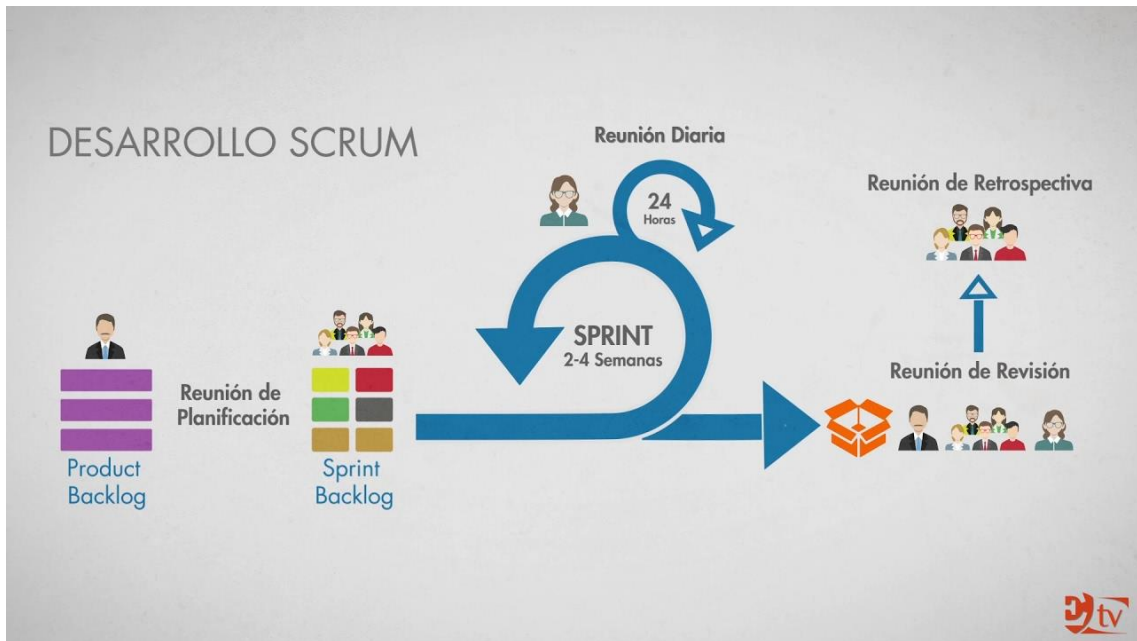 DESARROLLO SCRUM
Reunión Diaria
24
Horas
Reunión de Retrospectiva
SPRINT
2-4 Semanas
Reunión de Revisión
Reunión de
Planificación
Product
Backlog
Sprint
Backlog
E tv